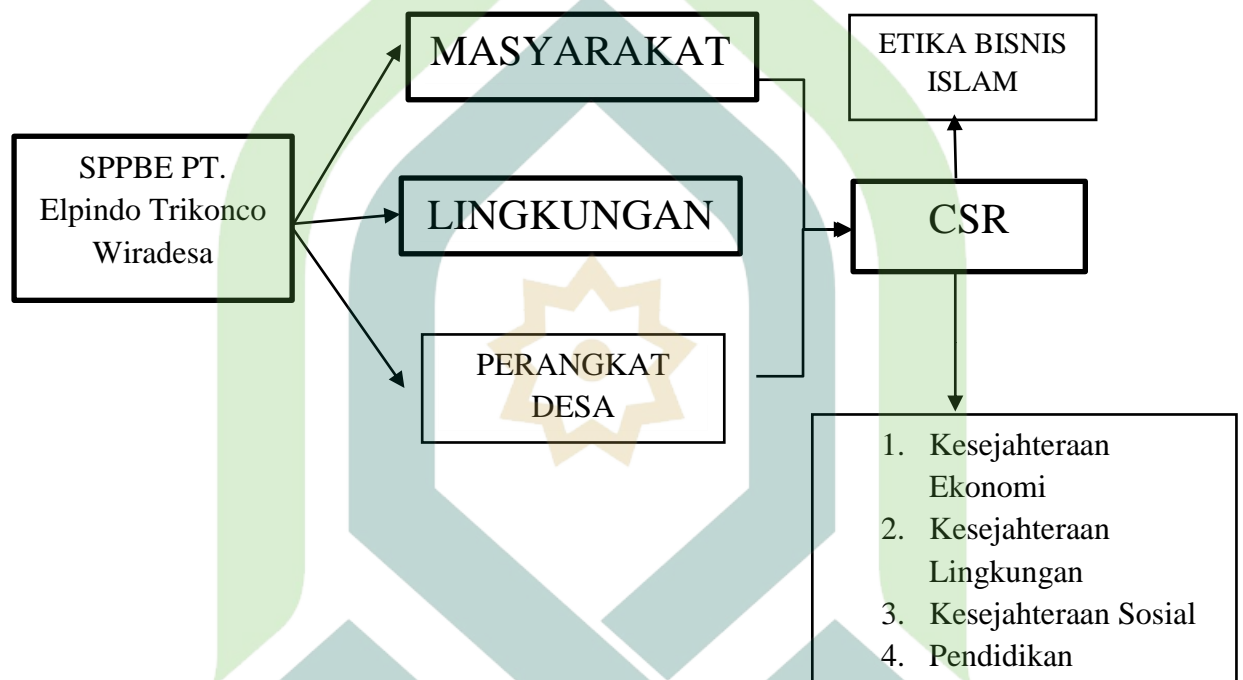 SPPBE PT.
Elpindo Trikonco
Wiradesa
MASYARAKAT
LINGKUNGAN
PERANGKAT
DESA
ETIKA BISNIS
ISLAM
CSR
1. Kesejahteraan
Ekonomi
2. Kesejahteraan
Lingkungan
3. Kesejahteraan Sosial
4. Pendidikan